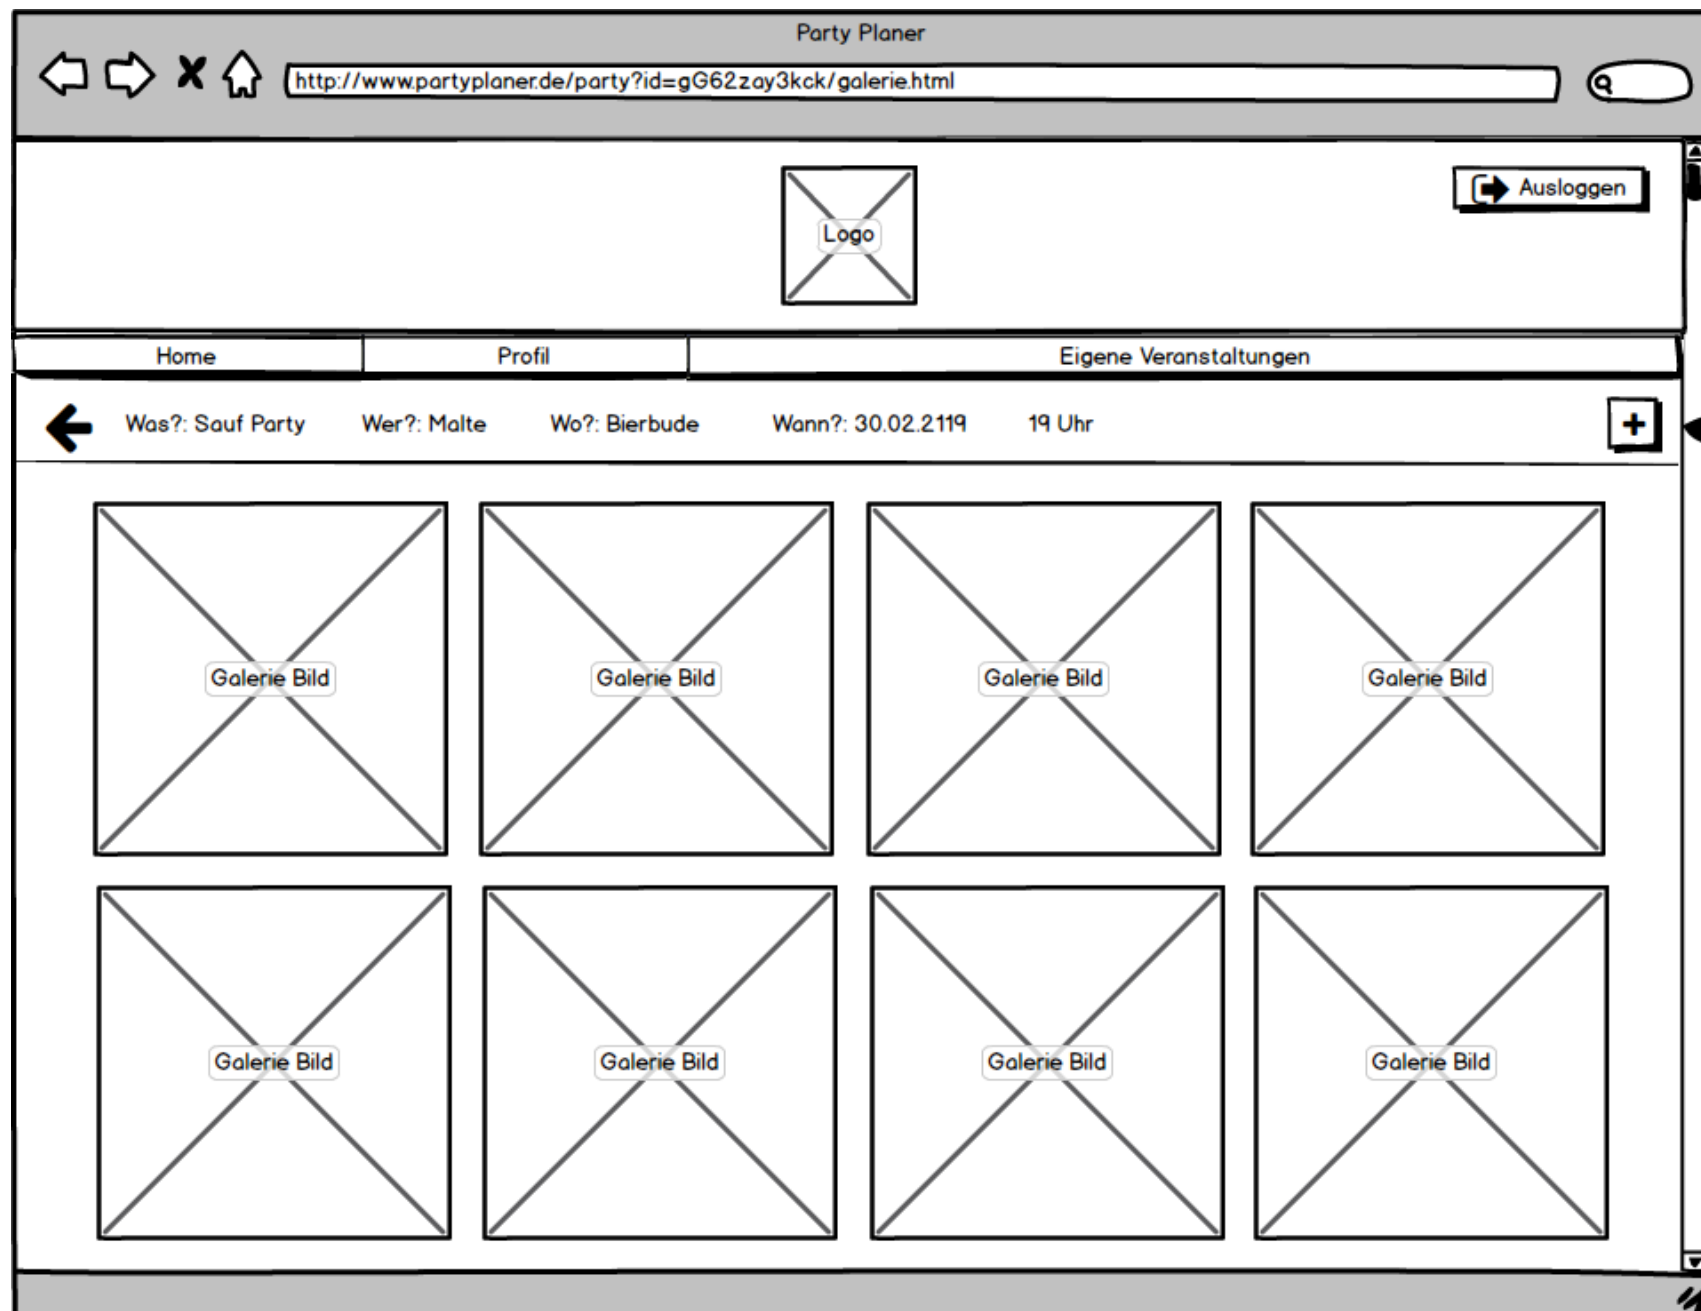 Party Planer
http://www.partyplaner.de/party?id=gG62zay3kck/galerie.html
Ausloggen
Logo
Home Profil Eigene Veranstaltungen
Was?: Sauf Party Wer?: Malte Wo?: Bierbude Wann?: 30.02.2119 19 Uhr
Galerie Bild Galerie Bild Galerie Bild Galerie Bild
Galerie Bild Galerie Bild Galerie Bild Galerie Bild